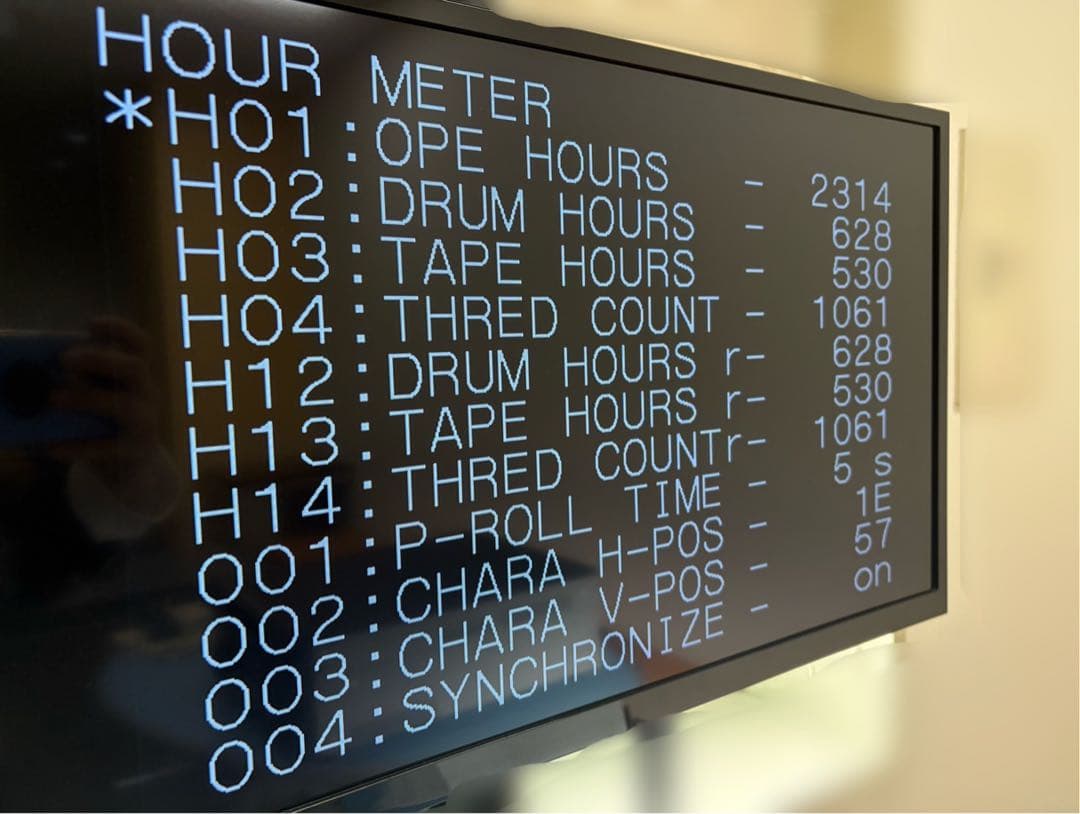 HOUR METER
*H01:OPE HOURS - 2314
H02:DRUM HOURS - 628
H03:TAPE HOURS - 530
H04:THRED COUNT - 1061
H12:DRUM HOURS r- 628
H13:TAPE HOURS r- 530
H14:THRED COUNTr- 1061
001:P-ROLL TIME - 5 s
002:CHARA H-POS - 1E
003:CHARA V-POS - 57
004:SYNCHRONIZE - on